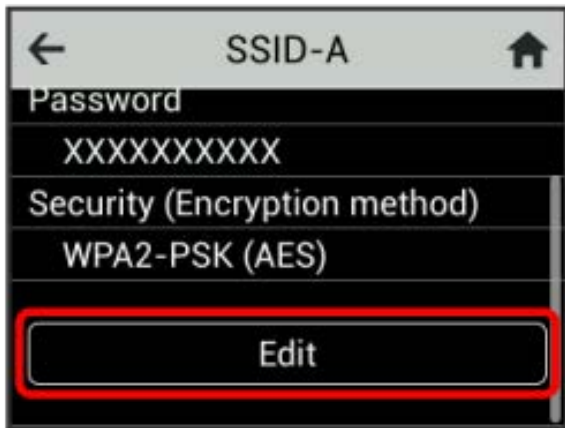 SSID-A
Password
XXXXXXXXXX
Security (Encryption method)
WPA2-PSK (AES)
Edit